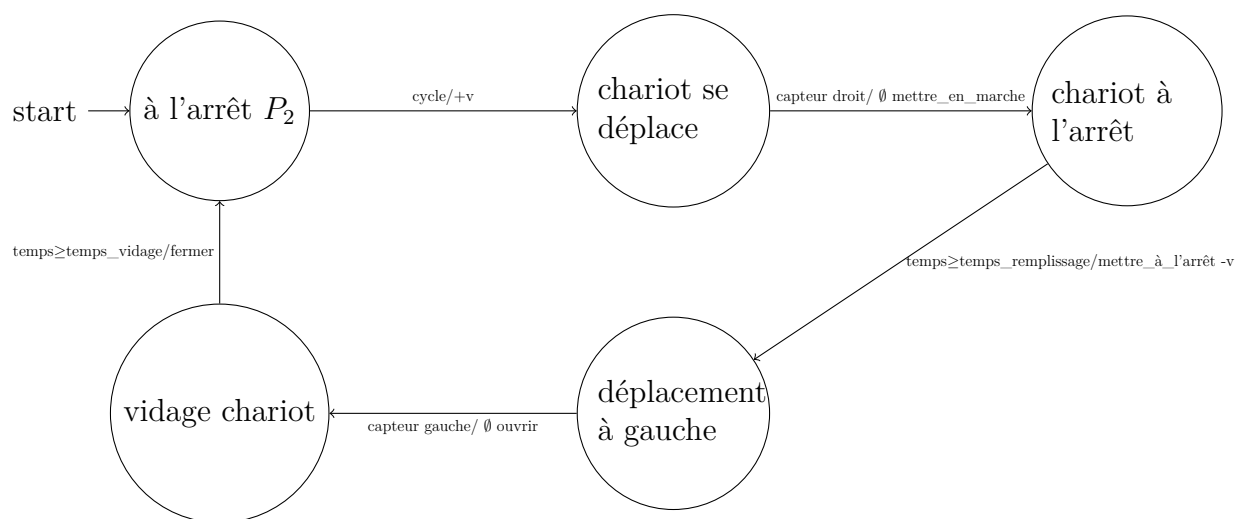 start
à l'arrêt P₂
cycle/+v
chariot se
déplace
capteur droit/ ∅ mettre_en_marche
chariot à
l'arrêt
temps≥temps_vidage/fermer
temps≥temps_remplissage/mettre_à_l'arrêt -v
vidage chariot
capteur gauche/ ∅ ouvrir
déplacement
à gauche